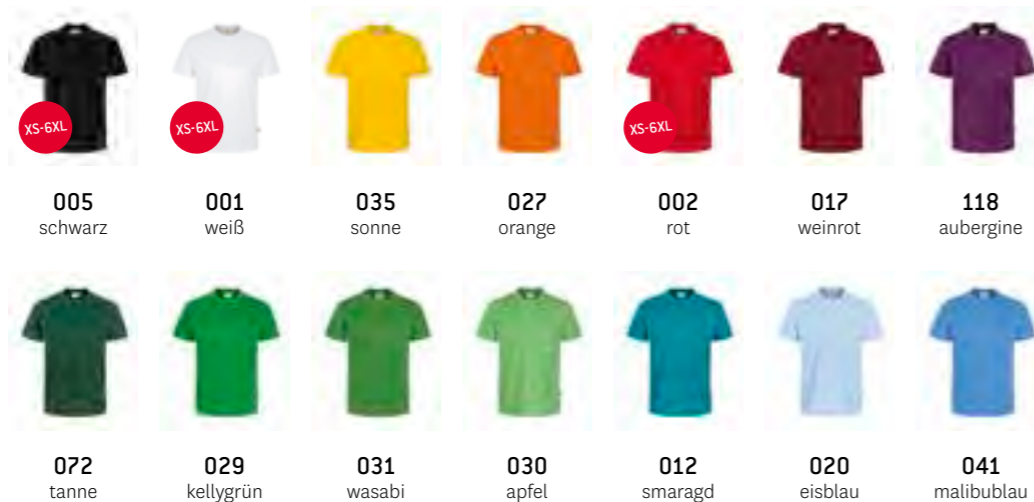 XS-6XL XS-6XL XS-6XL
005 001 035 027 002 017 118
schwarz weiß sonne orange rot weinrot aubergine
072 029 031 030 012 020 041
tanne kellygrün wasabi apfel smaragd eisblau malibublau